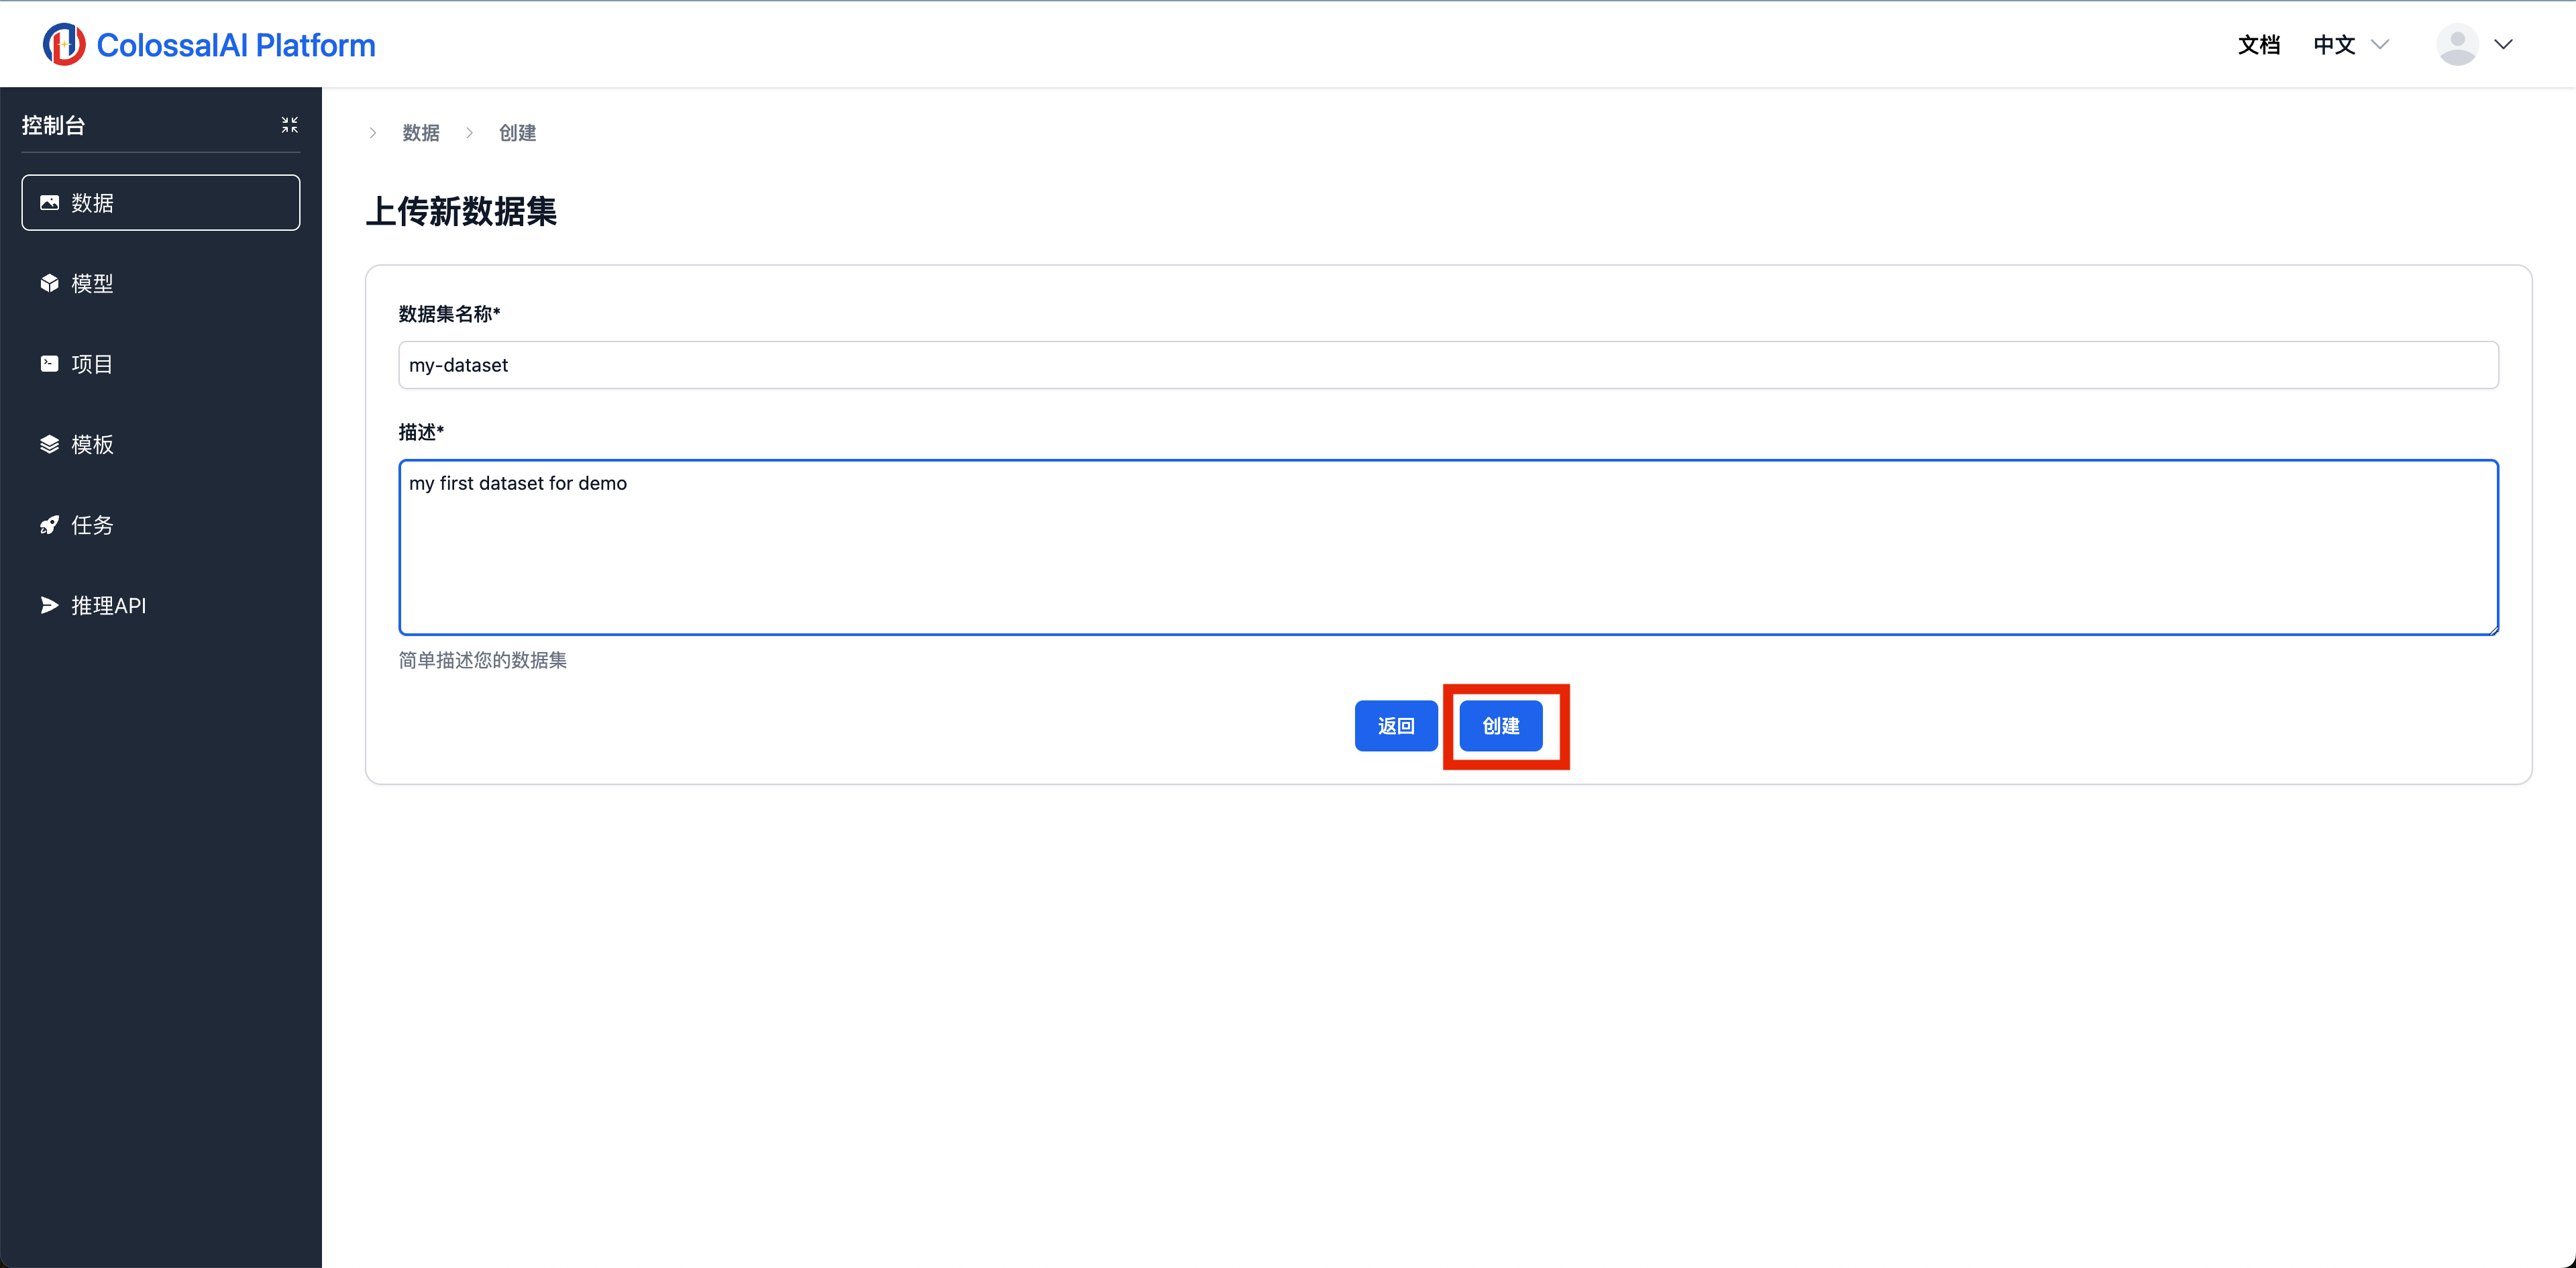 ColossalAI Platform
文档
中文
控制台
数据
模型
项目
模板
任务
推理API
数据
创建
上传新数据集
数据集名称*
my-dataset
描述*
my first dataset for demo
简单描述您的数据集
返回
创建